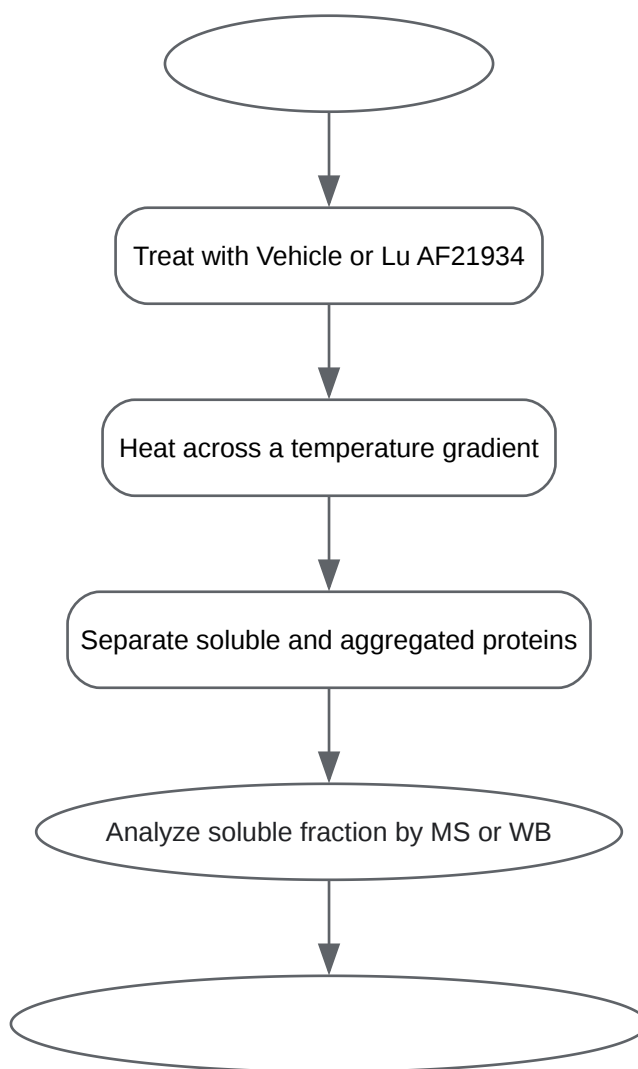 Treat with Vehicle or Lu AF21934
Heat across a temperature gradient
Separate soluble and aggregated proteins
Analyze soluble fraction by MS or WB